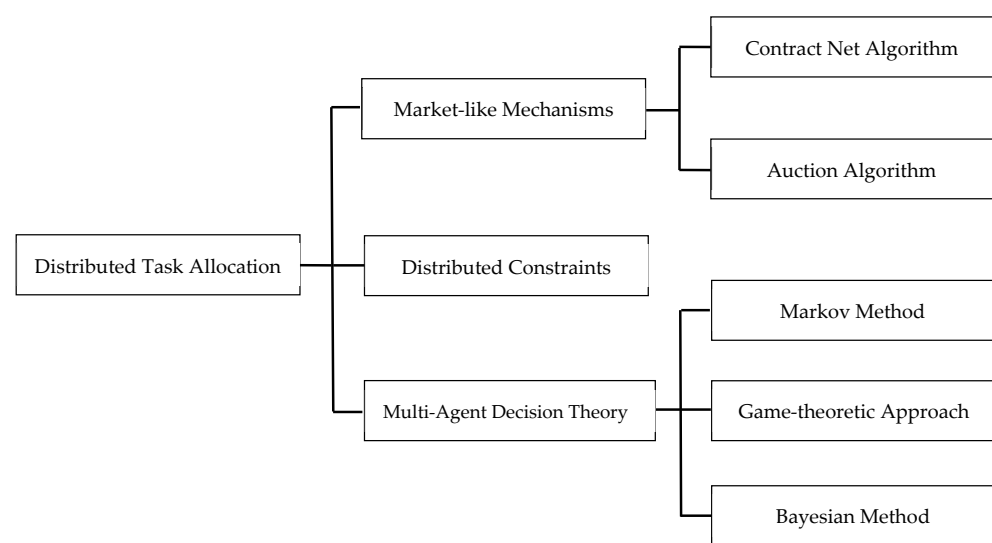 Contract Net Algorithm
Market-like Mechanisms
Auction Algorithm
Distributed Task Allocation
Distributed Constraints
Markov Method
Multi-Agent Decision Theory
Game-theoretic Approach
Bayesian Method